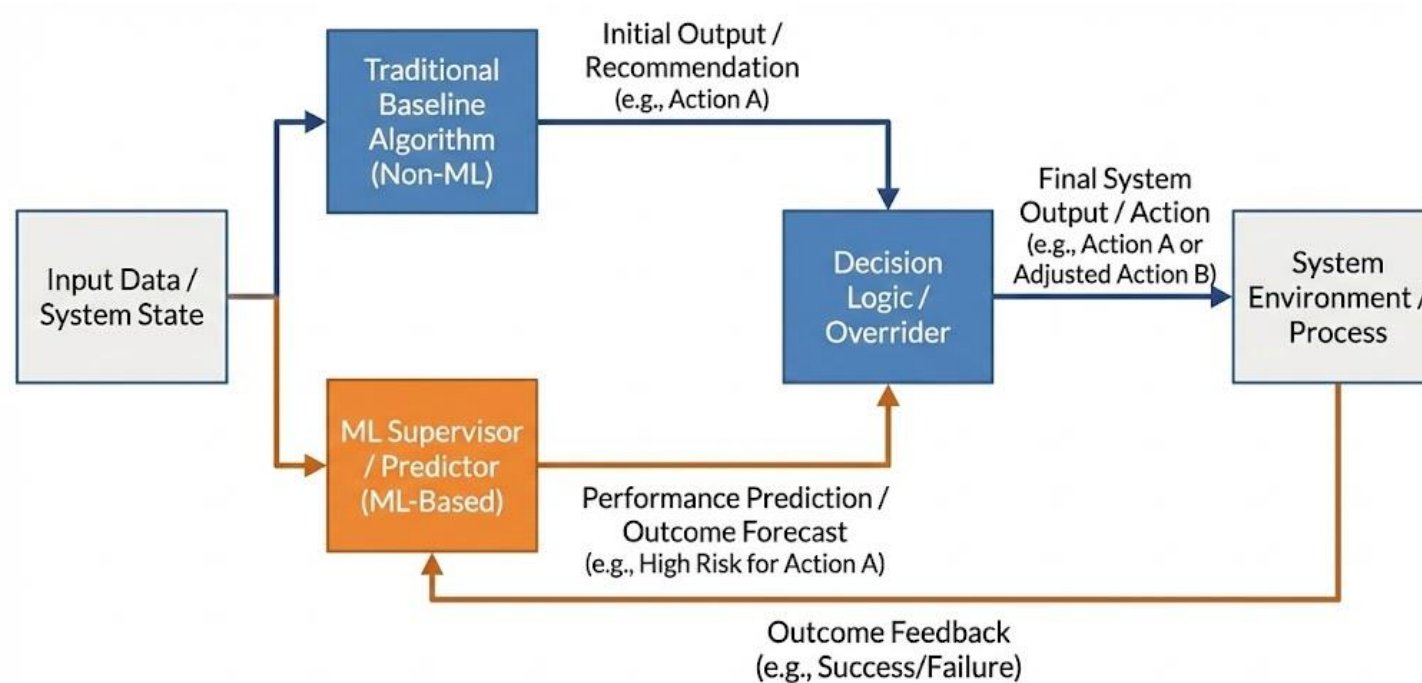 Traditional
Baseline
Algorithm
(Non-ML)
Initial Output /
Recommendation
(e.g., Action A)
Input Data /
System State
Decision
Logic /
Overrider
Final System
Output / Action
(e.g., Action A or
Adjusted Action B)
System
Environment /
Process
ML Supervisor
/ Predictor
(ML-Based)
Performance Prediction /
Outcome Forecast
(e.g., High Risk for Action A)
Outcome Feedback
(e.g., Success/Failure)